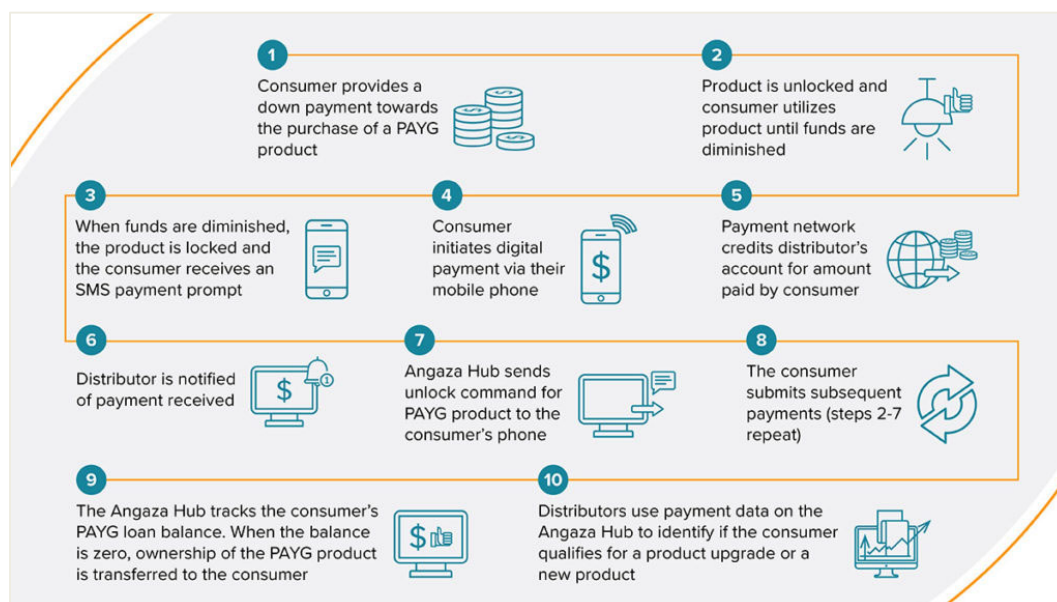 1
Consumer provides a
down payment towards
the purchase of a PAYG
product
2
Product is unlocked and
consumer utilizes
product until funds are
diminished
3
When funds are diminished,
the product is locked and
the consumer receives an
SMS payment prompt
4
Consumer
initiates digital
payment via their
mobile phone
$
5
Payment network
credits distributor's
account for amount
paid by consumer
6
Distributor is notified
of payment received
$
1
7
Angaza Hub sends
unlock command for
PAYG product to the
consumer's phone
8
The consumer
submits subsequent
payments (steps 2-7
repeat)
9
The Angaza Hub tracks the consumer's
PAYG loan balance. When the balance
is zero, ownership of the PAYG product
is transferred to the consumer
$
10
Distributors use payment data on the
Angaza Hub to identify if the consumer
qualifies for a product upgrade or a
new product